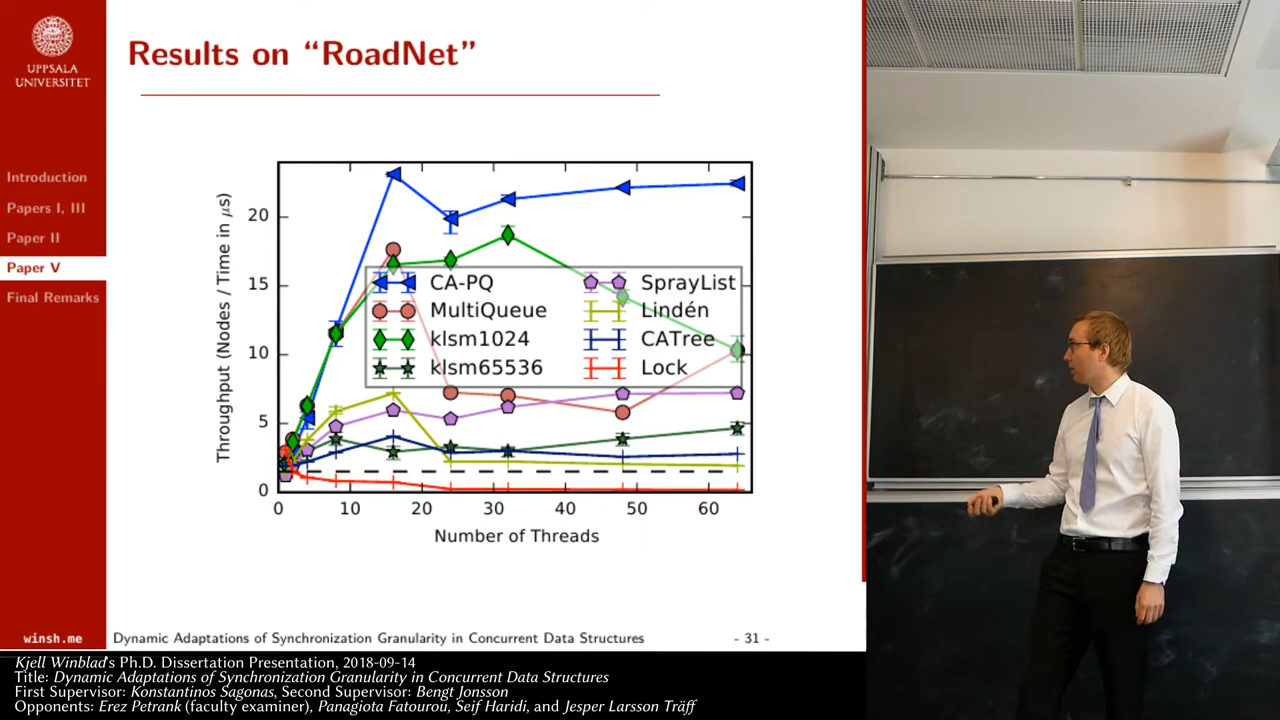 UPPSALA
UNIVERSITET
Introduction
Papers I, III
Paper II
Paper V
Final Remarks
winsh.me
Results on “RoadNet”
Throughput (Nodes / Time in μs)
20
15
10
5
0
CA-PQ
MultiQueue
klsm1024
klsm65536
SprayList
Lindén
CATree
Lock
0 10 20 30 40 50 60
Number of Threads
Dynamic Adaptations of Synchronization Granularity in Concurrent Data Structures - 31 -
Kjell Winblad's Ph.D. Dissertation Presentation, 2018-09-14
Title: Dynamic Adaptations of Synchronization Granularity in Concurrent Data Structures
First Supervisor: Konstantinos Sagonas, Second Supervisor: Bengt Jonsson
Opponents: Erez Petrank (faculty examiner), Panagiota Fatourou, Seif Haridi, and Jesper Larsson Träff